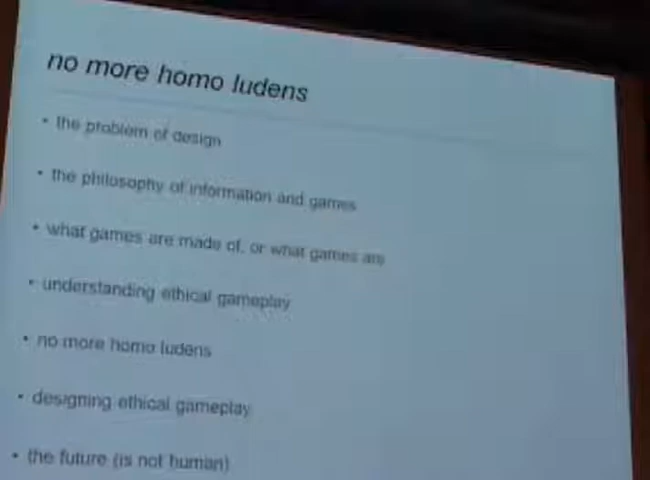 no more homo ludens
• the problem of design
• the philosophy of information and games
• what games are made of, or what games are
• understanding ethical gameplay
• no more homo ludens
• designing ethical gameplay
• the future (is not human)